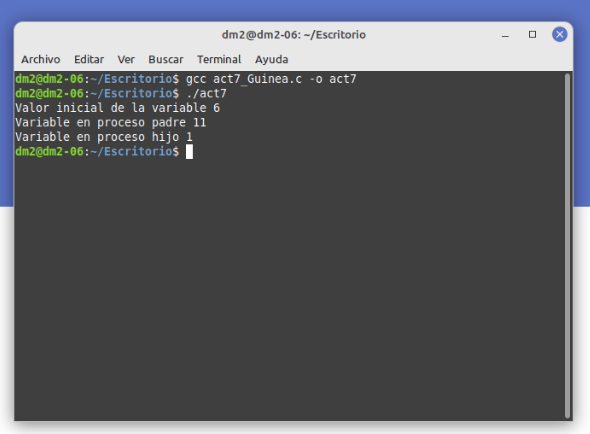 dm2@dm2-06: ~/Escritorio
Archivo Editar Ver Buscar Terminal Ayuda
dm2@dm2-06:~/Escritorio$ gcc act7_Guinea.c -o act7
dm2@dm2-06:~/Escritorio$ ./act7
Valor inicial de la variable 6
Variable en proceso padre 11
Variable en proceso hijo 1
dm2@dm2-06:~/Escritorio$